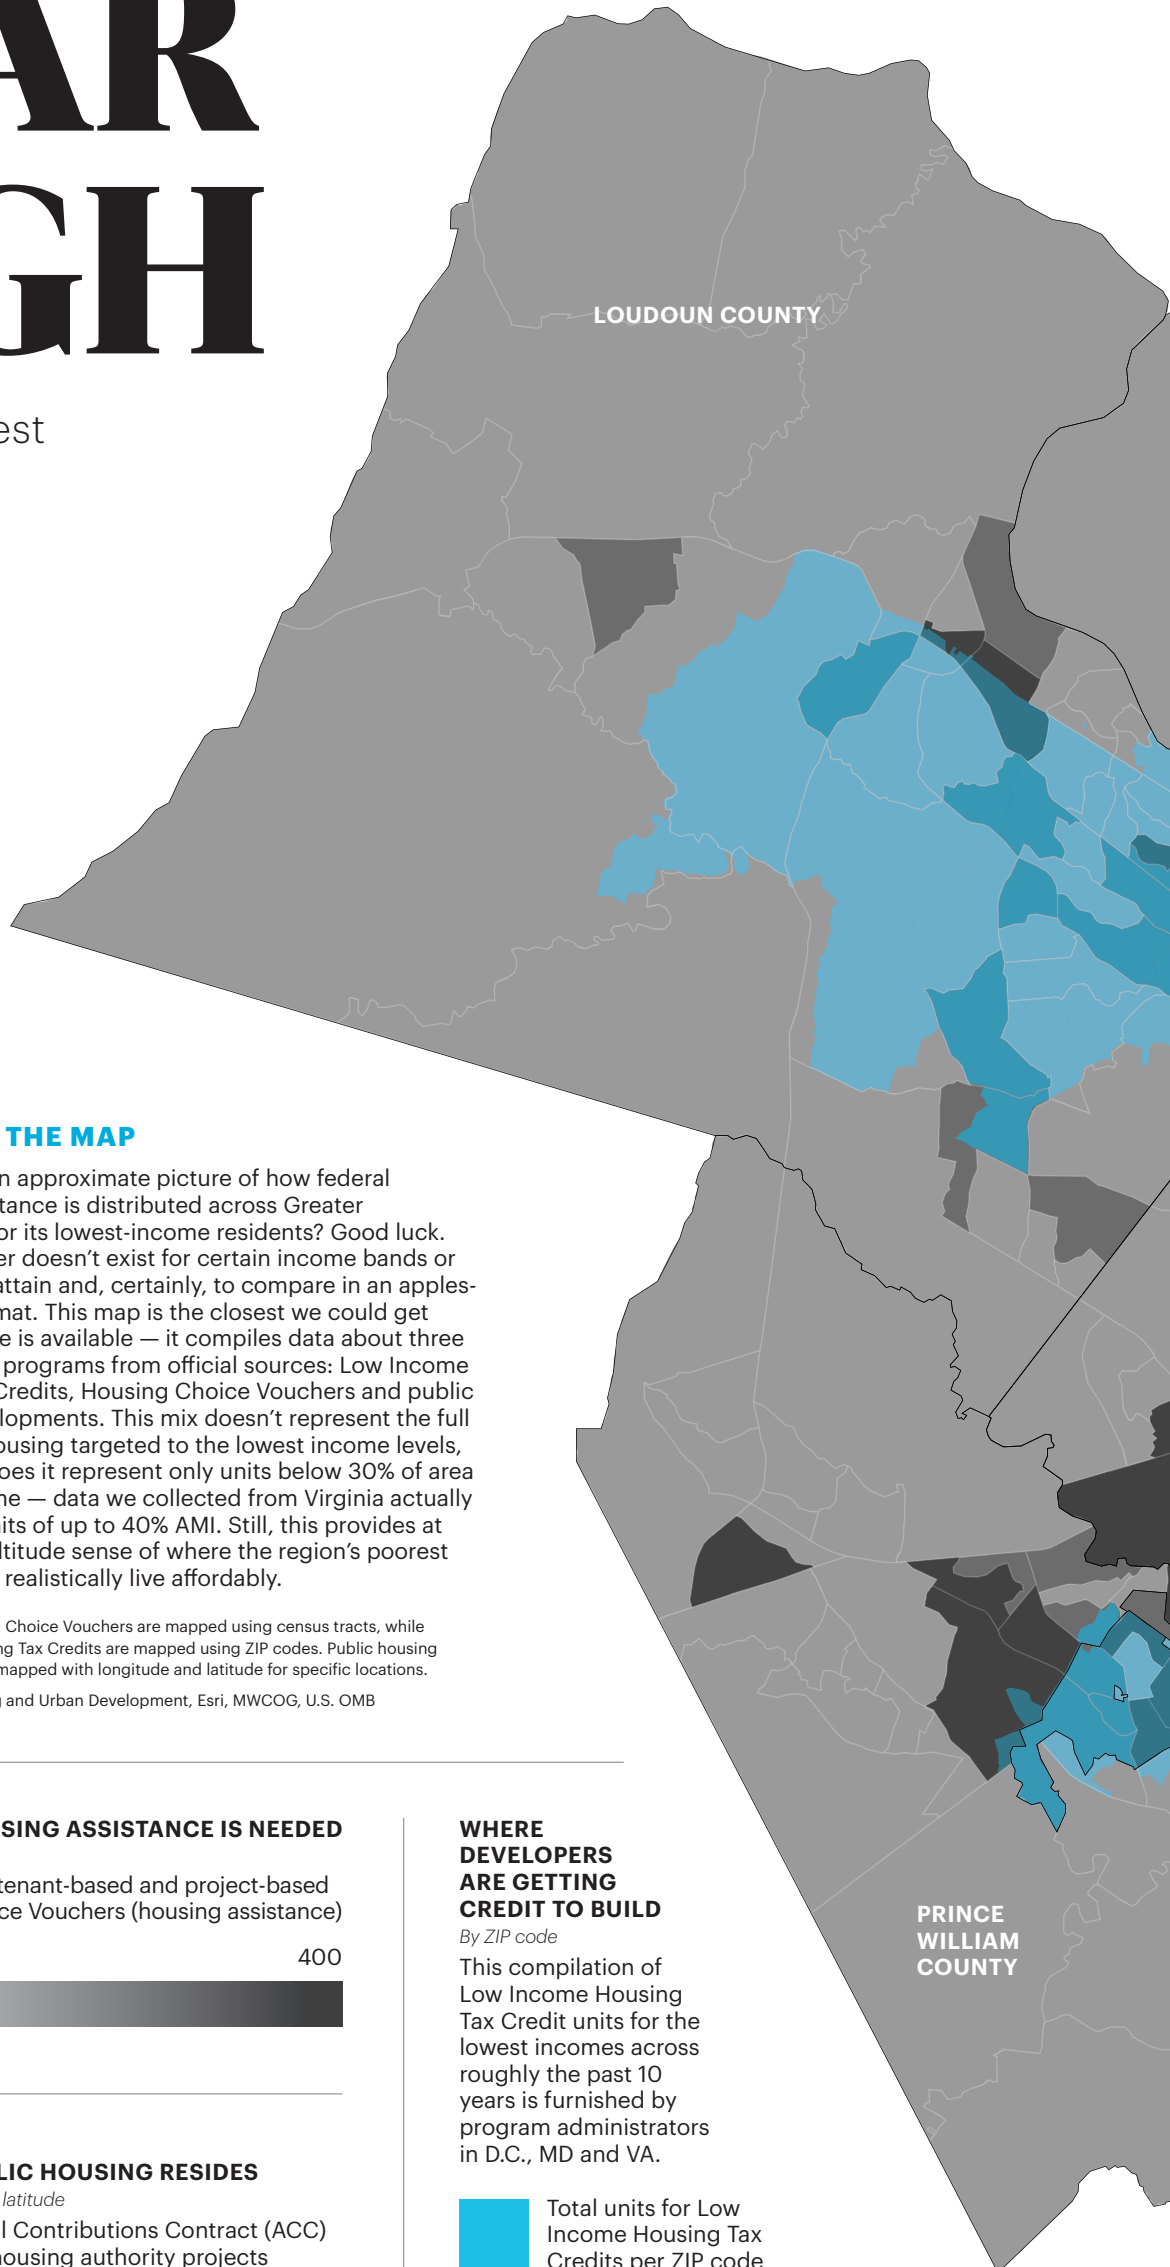 AR
GH
est
LOUDOUN COUNTY
THE MAP
n approximate picture of how federal
tance is distributed across Greater
or its lowest-income residents? Good luck.
er doesn’t exist for certain income bands or
attain and, certainly, to compare in an apples-
mat. This map is the closest we could get
e is available — it compiles data about three
programs from official sources: Low Income
Credits, Housing Choice Vouchers and public
lopments. This mix doesn’t represent the full
ousing targeted to the lowest income levels,
oes it represent only units below 30% of area
ne — data we collected from Virginia actually
its of up to 40% AMI. Still, this provides at
ltitude sense of where the region’s poorest
realistically live affordably.
Choice Vouchers are mapped using census tracts, while
ng Tax Credits are mapped using ZIP codes. Public housing
mapped with longitude and latitude for specific locations.
g and Urban Development, Esri, MWCOG, U.S. OMB
SING ASSISTANCE IS NEEDED
tenant-based and project-based
ce Vouchers (housing assistance)
400
LIC HOUSING RESIDES
latitude
l Contributions Contract (ACC)
housing authority projects
WHERE
DEVELOPERS
ARE GETTING
CREDIT TO BUILD
By ZIP code
This compilation of
Low Income Housing
Tax Credit units for the
lowest incomes across
roughly the past 10
years is furnished by
program administrators
in D.C., MD and VA.
Total units for Low
Income Housing Tax
Credits per ZIP code
PRINCE
WILLIAM
COUNTY